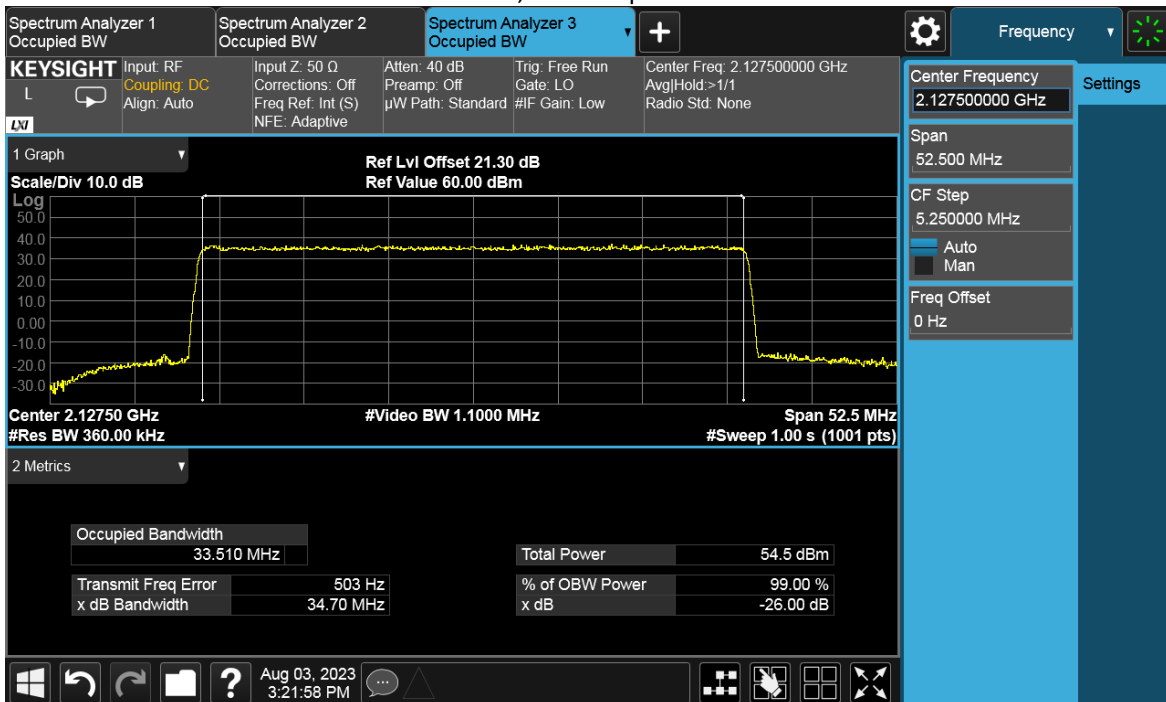 Spectrum Analyzer 1
Occupied BW
Spectrum Analyzer 2
Occupied BW
Spectrum Analyzer 3
Occupied BW
Frequency
KEYSIGHT
L
LXI
Input: RF
Coupling: DC
Align: Auto
Input Z: 50 Ω
Corrections: Off
Freq Ref: Int (S)
NFE: Adaptive
Atten: 40 dB
Preamp: Off
µW Path: Standard
Trig: Free Run
Gate: LO
#IF Gain: Low
Center Freq: 2.127500000 GHz
Avg|Hold:>1/1
Radio Std: None
Center Frequency
2.127500000 GHz
Settings
Span
52.500 MHz
CF Step
5.250000 MHz
Auto
Man
Freq Offset
0 Hz
1 Graph
Scale/Div 10.0 dB
Ref Lvl Offset 21.30 dB
Ref Value 60.00 dBm
Log
50.0
40.0
30.0
20.0
10.0
0.00
-10.0
-20.0
-30.0
Center 2.12750 GHz
#Res BW 360.00 kHz
#Video BW 1.1000 MHz
Span 52.5 MHz
#Sweep 1.00 s (1001 pts)
2 Metrics
Occupied Bandwidth
33.510 MHz
Total Power 54.5 dBm
Transmit Freq Error 503 Hz
x dB Bandwidth 34.70 MHz
% of OBW Power 99.00 %
x dB -26.00 dB
Aug 03, 2023
3:21:58 PM